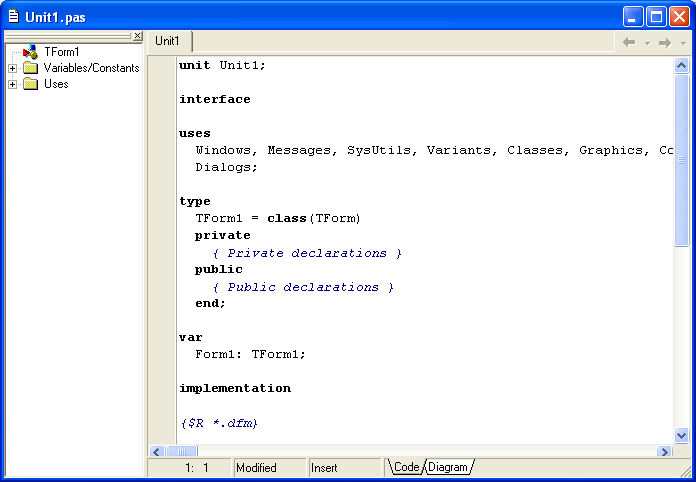 Unit1.pas
TForm1
Variables/Constants
Uses
Unit1
unit Unit1;
interface
uses
Windows, Messages, SysUtils, Variants, Classes, Graphics, Co
Dialogs;
type
TForm1 = class(TForm)
private
{ Private declarations }
public
{ Public declarations }
end;
var
Form1: TForm1;
implementation
{$R *.dfm}
1: 1 Modified Insert Code Diagram